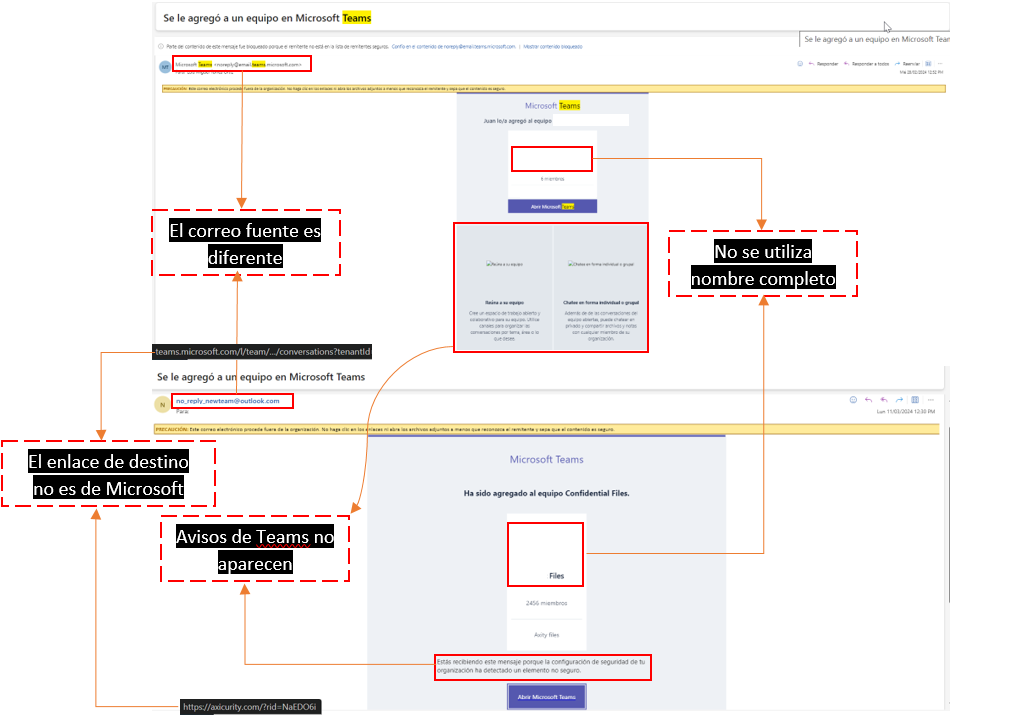 Se le agregó a un equipo en Microsoft Teams
Se le agregó a un equipo en Microsoft Team
Parte del contenido de este mensaje fue bloqueado porque el remitente no está en la lista de remitentes seguros. Confío en el contenido de noreply@email.teams.microsoft.com | Mostrar contenido bloqueado
MT
Microsoft Teams <noreply@email.teams.microsoft.com>
Responder
Responder a todos
Reenviar
Mié 28/02/2024 12:52 PM
PRECAUCIÓN: Este correo electrónico procede fuera de la organización. No haga clic en los enlaces ni abra los archivos adjuntos a menos que reconozca el remitente y sepa que el contenido es seguro.
Microsoft Teams
Juan lo/a agregó al equipo
4 miembros
Abrir Microsoft Teams
El correo fuente es
diferente
No se utiliza
nombre completo
Reúna a su equipo
Chatee en forma individual o grupal
Reúna a su equipo
Chatee en forma individual o grupal
Cree un espacio de trabajo abierto y
colaborativo para su equipo. Utilice
canales para organizar las
conversaciones por tema, área o lo
que desee.
Además de las conversaciones del
equipo abiertas, puede chatear en
privado y compartir archivos y notas
con cualquier miembro de su
organización.
teams.microsoft.com/l/team/.../conversations?tenantId:
Se le agregó a un equipo en Microsoft Teams
N
no_reply_newteam@outlook.com
Para:
Lun 11/03/2024 12:33 PM
PRECAUCIÓN: Este correo electrónico procede fuera de la organización. No haga clic en los enlaces ni abra los archivos adjuntos a menos que reconozca el remitente y sepa que el contenido es seguro.
El enlace de destino
no es de Microsoft
Microsoft Teams
Ha sido agregado al equipo Confidential Files.
Avisos de Teams no
aparecen
Files
2456 miembros
Axity files
Estás recibiendo este mensaje porque la configuración de seguridad de tu
organización ha detectado un elemento no seguro.
Abrir Microsoft Teams
https://axicurity.com/?rid=NaEDO6i